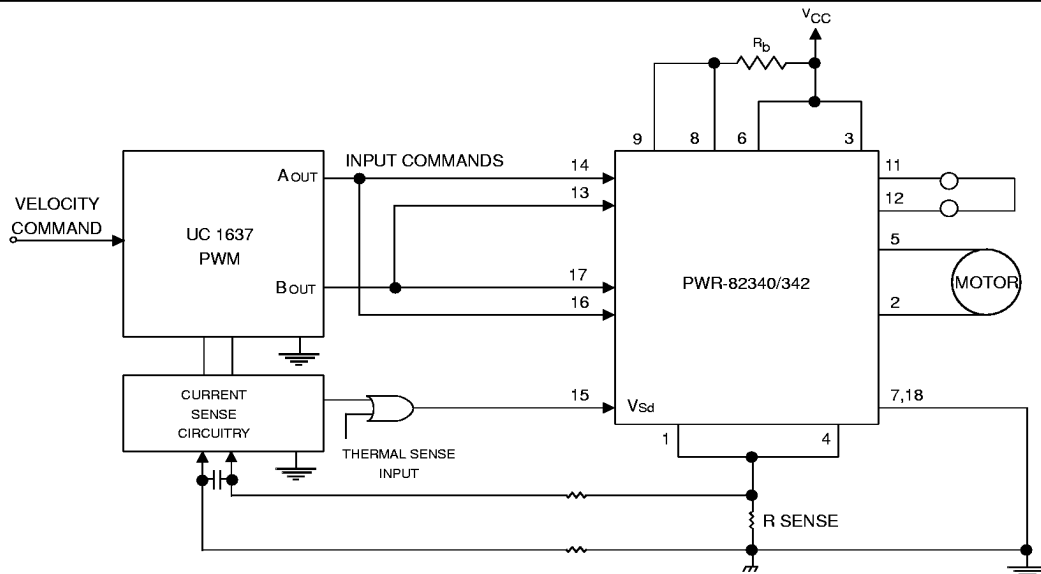 VCC
Rb
9
8
6
3
AOUT
INPUT COMMANDS
14
11
13
12
VELOCITY
COMMAND
UC 1637
PWM
5
BOUT
17
PWR-82340/342
MOTOR
16
2
CURRENT
SENSE
CIRCUITRY
15
VSd
7,18
THERMAL SENSE
INPUT
1
4
R SENSE